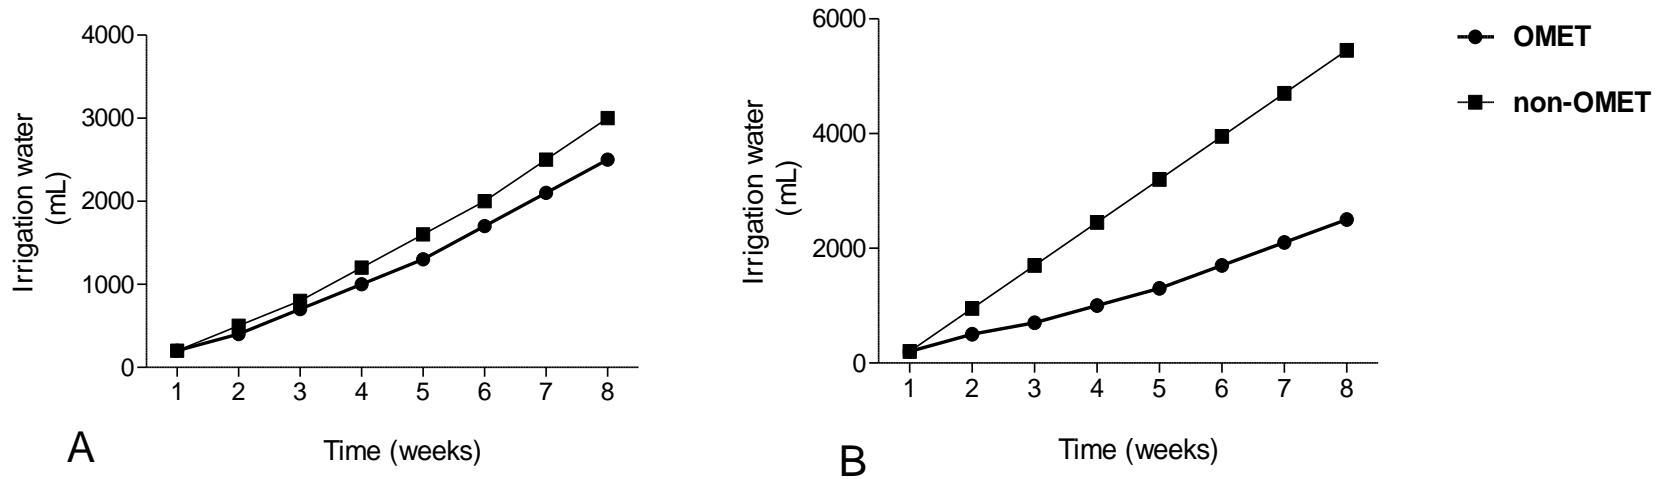 4000
3000
2000
1000
0
Irrigation water
(mL)
1 2 3 4 5 6 7 8
Time (weeks)
A
6000
4000
2000
0
Irrigation water
(mL)
1 2 3 4 5 6 7 8
Time (weeks)
B
OMET
non-OMET